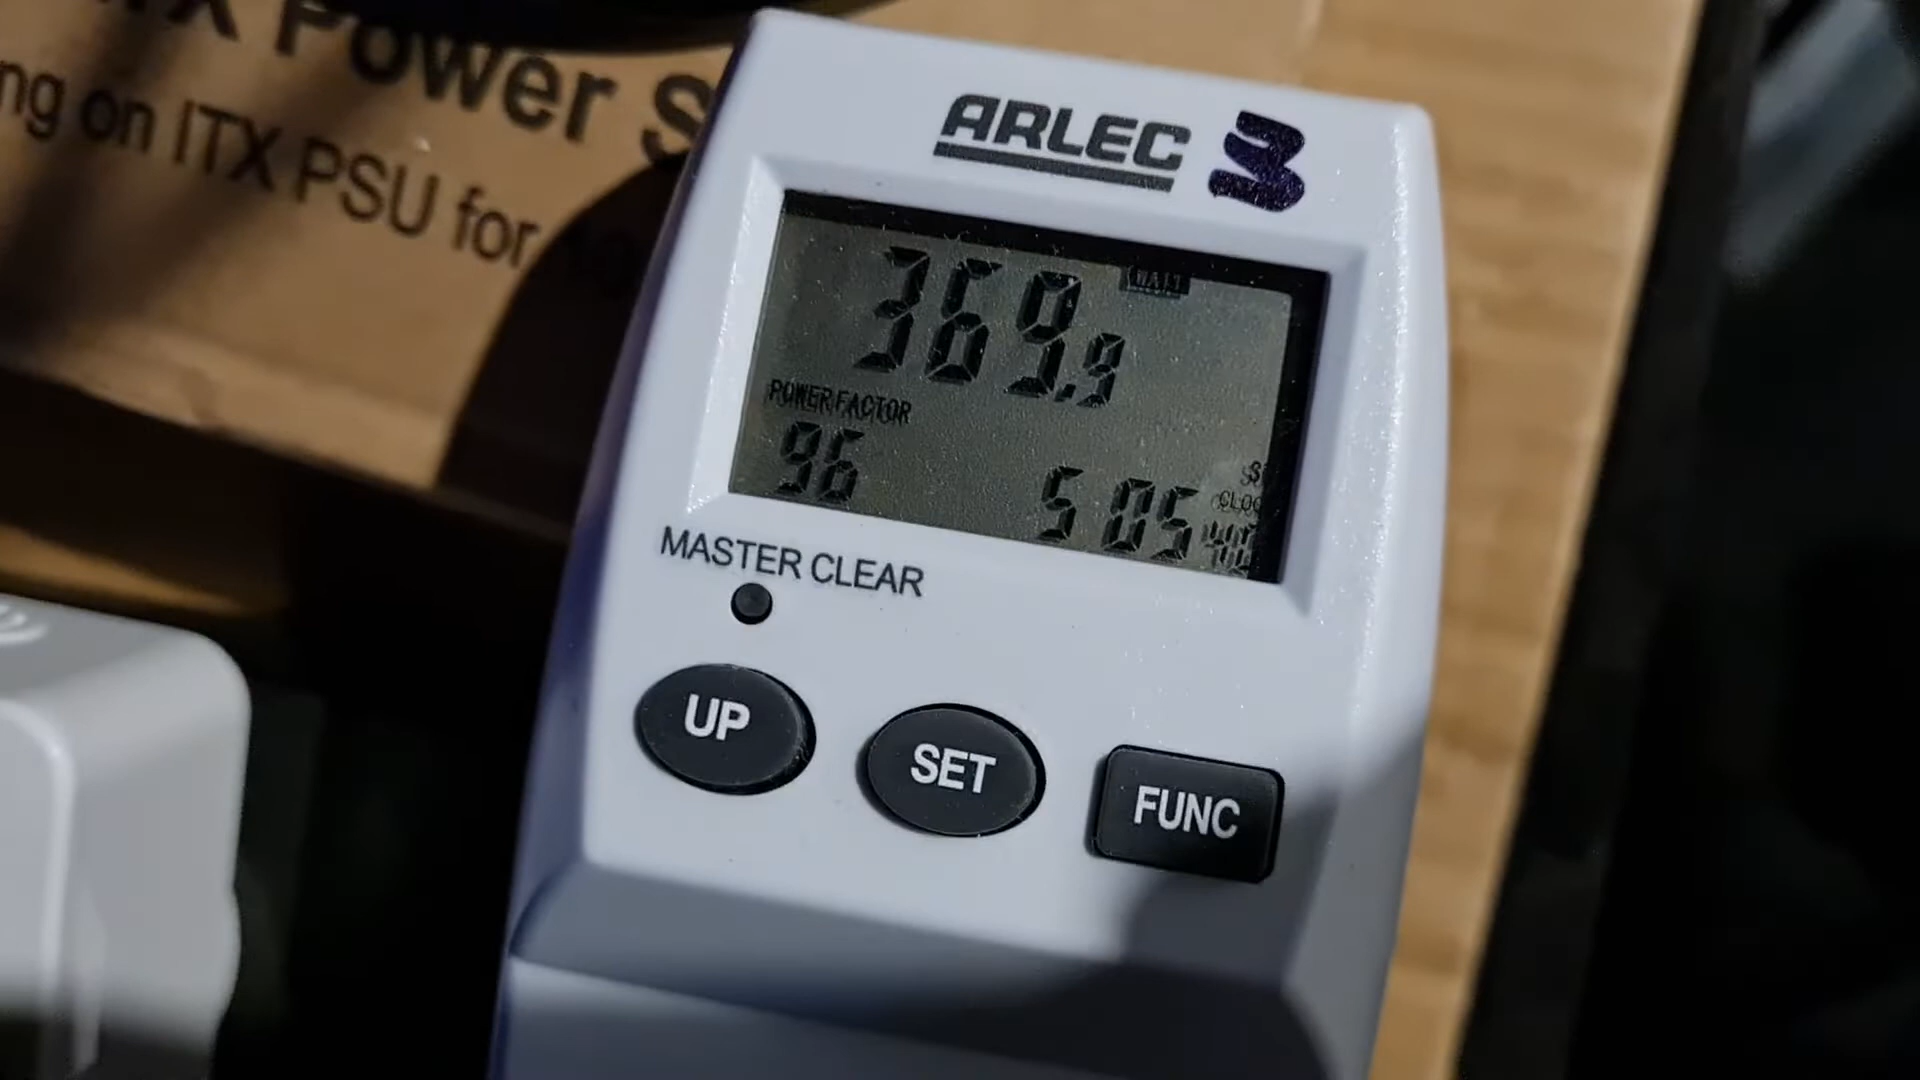 Power S
ng on ITX PSU for
ARLEC 3
WATT
369.9
POWER FACTOR
96
5 05
MASTER CLEAR
UP
SET
FUNC